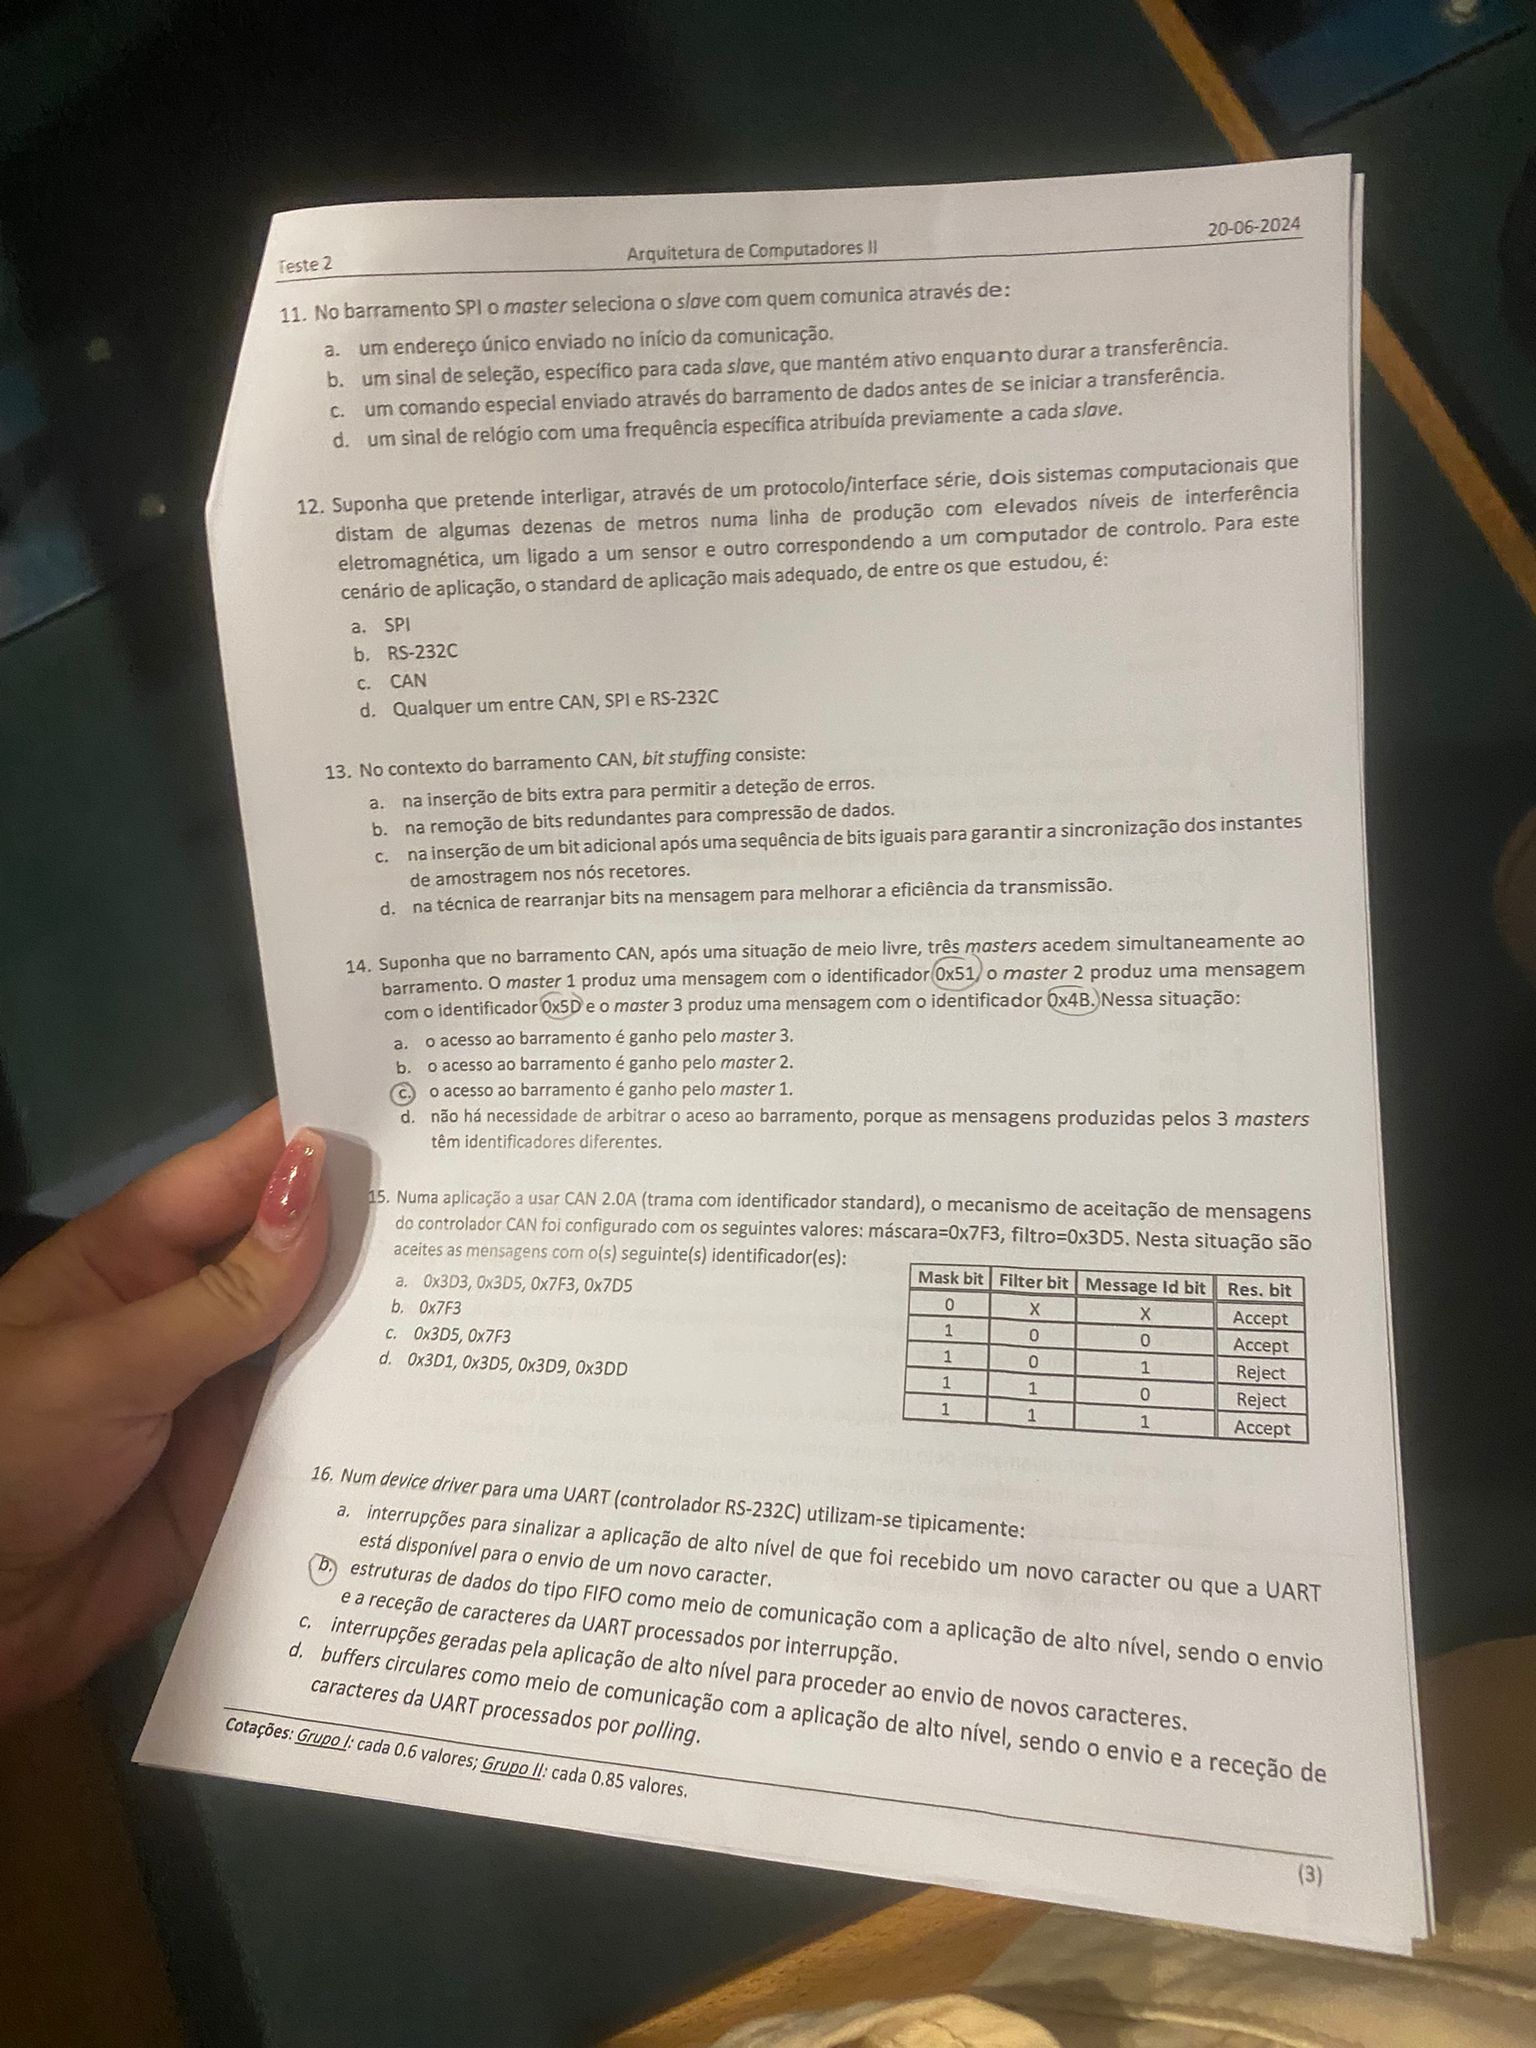 Teste 2 Arquitetura de Computadores II 20-06-2024
11. No barramento SPI o master seleciona o slave com quem comunica através de:
a. um endereço único enviado no início da comunicação.
b. um sinal de seleção, específico para cada slave, que mantém ativo enquanto durar a transferência.
c. um comando especial enviado através do barramento de dados antes de se iniciar a transferência.
d. um sinal de relógio com uma frequência específica atribuída previamente a cada slave.
12. Suponha que pretende interligar, através de um protocolo/interface série, dois sistemas computacionais que
distam de algumas dezenas de metros numa linha de produção com elevados níveis de interferência
eletromagnética, um ligado a um sensor e outro correspondendo a um computador de controlo. Para este
cenário de aplicação, o standard de aplicação mais adequado, de entre os que estudou, é:
a. SPI
b. RS-232C
c. CAN
d. Qualquer um entre CAN, SPI e RS-232C
13. No contexto do barramento CAN, bit stuffing consiste:
a. na inserção de bits extra para permitir a deteção de erros.
b. na remoção de bits redundantes para compressão de dados.
c. na inserção de um bit adicional após uma sequência de bits iguais para garantir a sincronização dos instantes
de amostragem nos nós recetores.
d. na técnica de rearranjar bits na mensagem para melhorar a eficiência da transmissão.
14. Suponha que no barramento CAN, após uma situação de meio livre, três masters acedem simultaneamente ao
barramento. O master 1 produz uma mensagem com o identificador 0x51, o master 2 produz uma mensagem
com o identificador 0x5D e o master 3 produz uma mensagem com o identificador 0x4B. Nessa situação:
a. o acesso ao barramento é ganho pelo master 3.
b. o acesso ao barramento é ganho pelo master 2.
c. o acesso ao barramento é ganho pelo master 1.
d. não há necessidade de arbitrar o aceso ao barramento, porque as mensagens produzidas pelos 3 masters
têm identificadores diferentes.
15. Numa aplicação a usar CAN 2.0A (trama com identificador standard), o mecanismo de aceitação de mensagens
do controlador CAN foi configurado com os seguintes valores: máscara=0x7F3, filtro=0x3D5. Nesta situação são
aceites as mensagens com o(s) seguinte(s) identificador(es):
a. 0x3D3, 0x3D5, 0x7F3, 0x7D5
b. 0x7F3
c. 0x3D5, 0x7F3
d. 0x3D1, 0x3D5, 0x3D9, 0x3DD
Mask bit Filter bit Message Id bit Res. bit
0 X X Accept
1 0 0 Accept
1 0 1 Reject
1 1 0 Reject
1 1 1 Accept
16. Num device driver para uma UART (controlador RS-232C) utilizam-se tipicamente:
a. interrupções para sinalizar a aplicação de alto nível de que foi recebido um novo caracter ou que a UART
está disponível para o envio de um novo caracter.
b. estruturas de dados do tipo FIFO como meio de comunicação com a aplicação de alto nível, sendo o envio
e a receção de caracteres da UART processados por interrupção.
c. interrupções geradas pela aplicação de alto nível para proceder ao envio de novos caracteres.
d. buffers circulares como meio de comunicação com a aplicação de alto nível, sendo o envio e a receção de
caracteres da UART processados por polling.
Cotações: Grupo I: cada 0.6 valores; Grupo II: cada 0.85 valores.
(3)